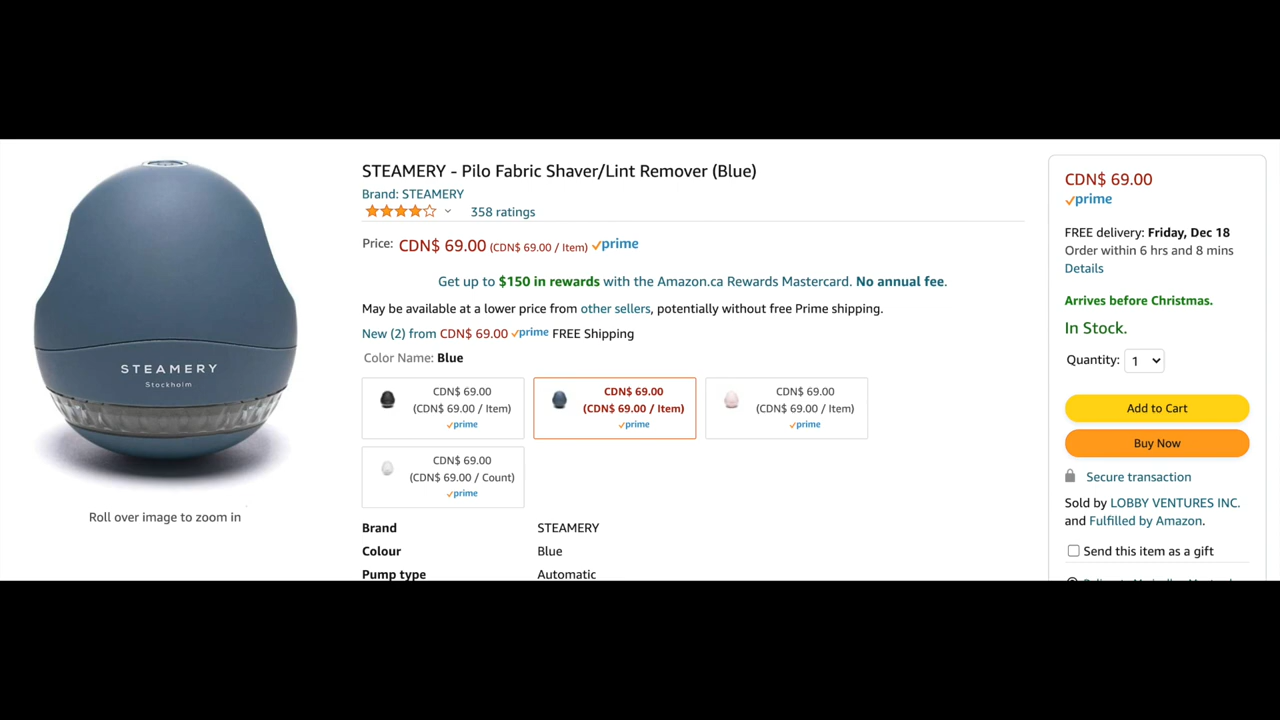 STEAMERY
Stockholm
Roll over image to zoom in
STEAMERY - Pilo Fabric Shaver/Lint Remover (Blue)
Brand: STEAMERY
358 ratings
Price: CDN$ 69.00 (CDN$ 69.00 / Item) prime
Get up to $150 in rewards with the Amazon.ca Rewards Mastercard. No annual fee.
May be available at a lower price from other sellers, potentially without free Prime shipping.
New (2) from CDN$ 69.00 prime FREE Shipping
Color Name: Blue
CDN$ 69.00
(CDN$ 69.00 / Item)
prime
CDN$ 69.00
(CDN$ 69.00 / Item)
prime
CDN$ 69.00
(CDN$ 69.00 / Item)
prime
CDN$ 69.00
(CDN$ 69.00 / Count)
prime
Brand STEAMERY
Colour Blue
Pump type Automatic
CDN$ 69.00
prime
FREE delivery: Friday, Dec 18
Order within 6 hrs and 8 mins
Details
Arrives before Christmas.
In Stock.
Quantity: 1
Add to Cart
Buy Now
Secure transaction
Sold by LOBBY VENTURES INC.
and Fulfilled by Amazon.
Send this item as a gift